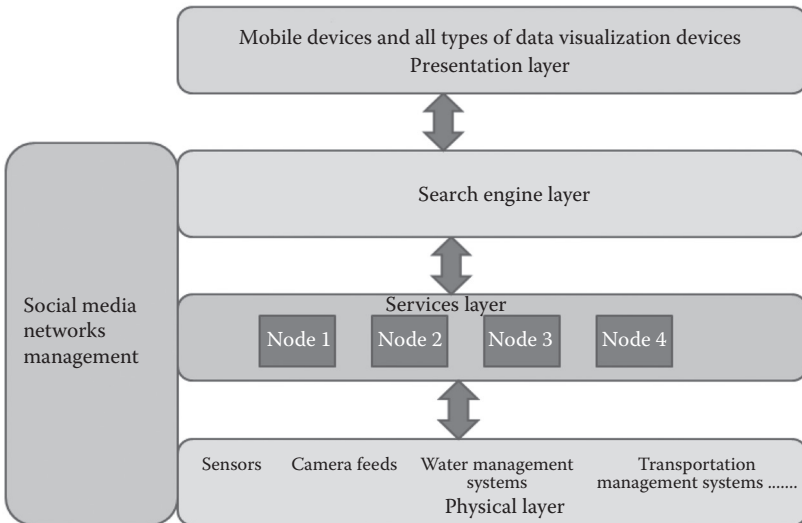 Mobile devices and all types of data visualization devices
Presentation layer
Search engine layer
Social media
networks
management
Services layer
Node 1
Node 2
Node 3
Node 4
Sensors
Camera feeds
Water management
systems
Transportation
management systems .......
Physical layer